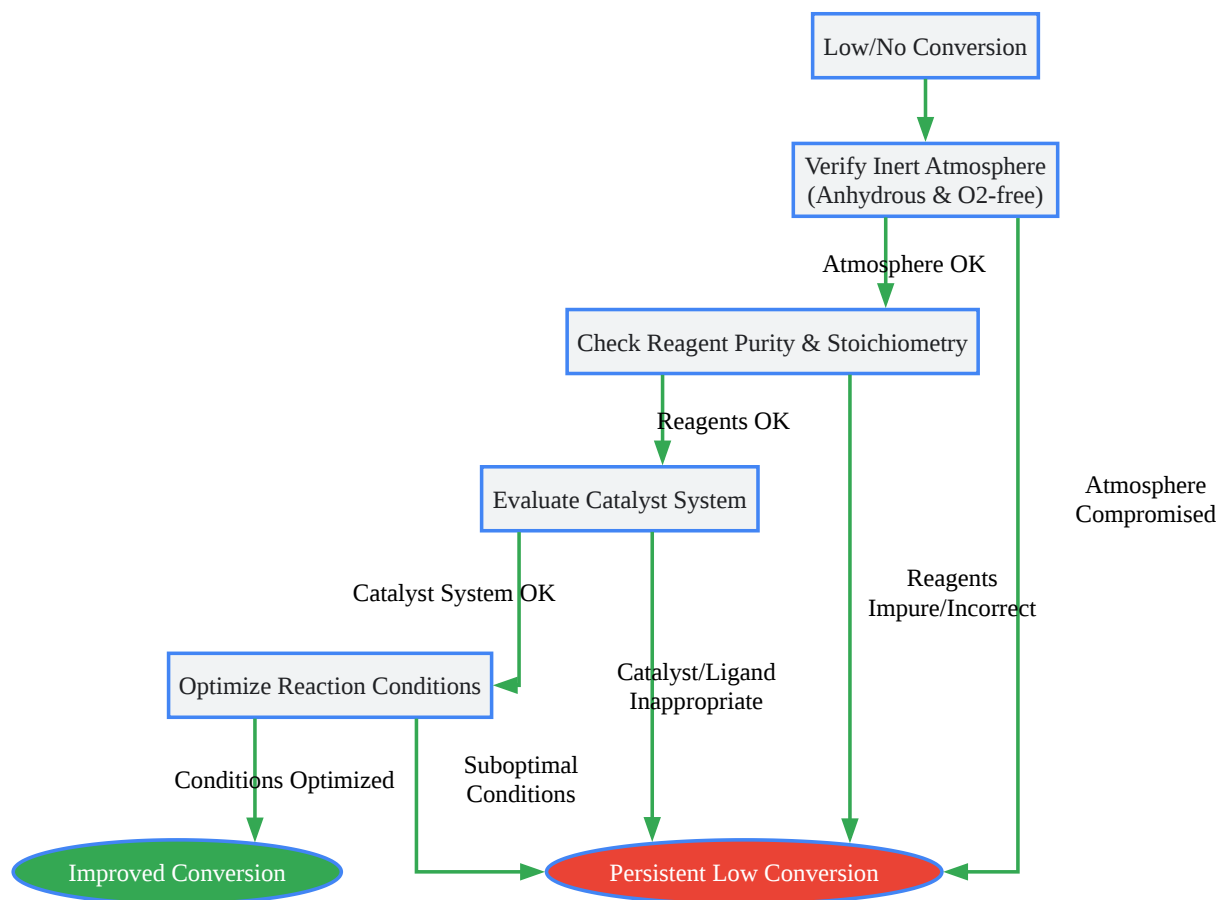 Low/No Conversion
Verify Inert Atmosphere
(Anhydrous & O2-free)
Atmosphere OK
Check Reagent Purity & Stoichiometry
Reagents OK
Evaluate Catalyst System
Atmosphere
Compromised
Reagents
Impure/Incorrect
Catalyst System OK
Optimize Reaction Conditions
Catalyst/Ligand
Inappropriate
Conditions Optimized
Suboptimal
Conditions
Improved Conversion
Persistent Low Conversion